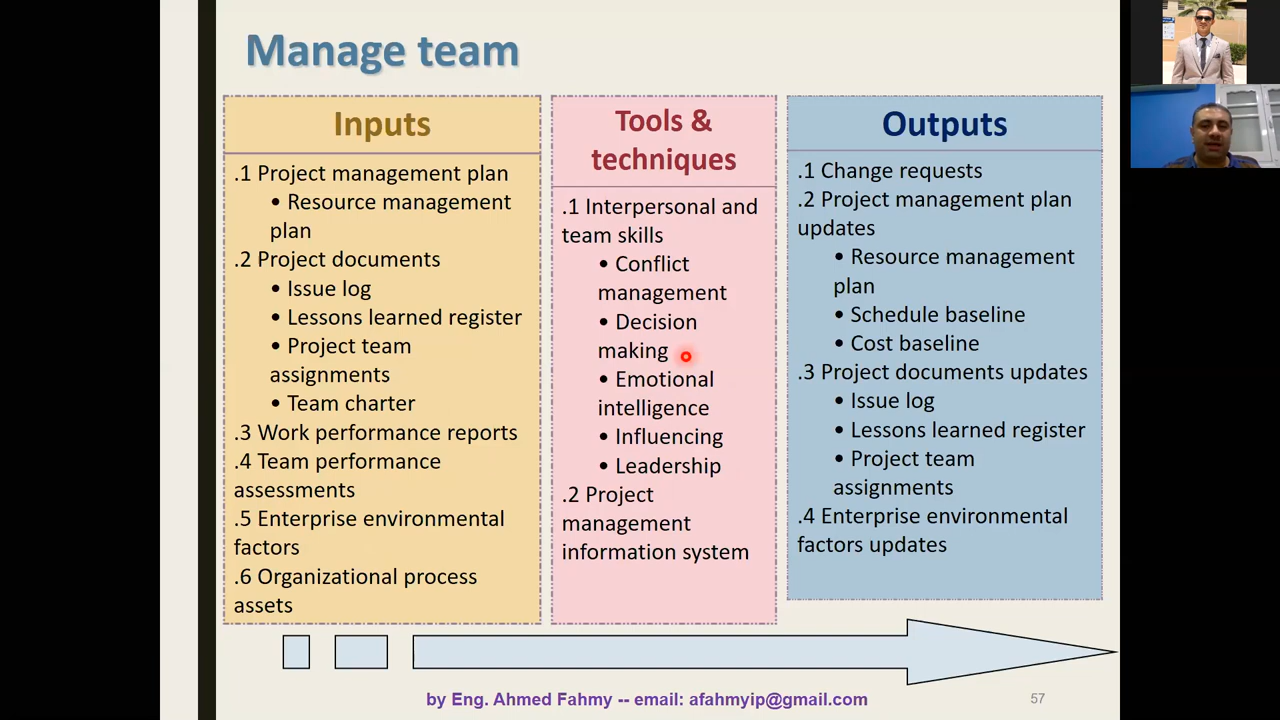 Manage team
Inputs
.1 Project management plan
• Resource management
plan
.2 Project documents
• Issue log
• Lessons learned register
• Project team
assignments
• Team charter
.3 Work performance reports
.4 Team performance
assessments
.5 Enterprise environmental
factors
.6 Organizational process
assets
Tools &
techniques
.1 Interpersonal and
team skills
• Conflict
management
• Decision
making
• Emotional
intelligence
• Influencing
• Leadership
.2 Project
management
information system
Outputs
.1 Change requests
.2 Project management plan
updates
• Resource management
plan
• Schedule baseline
• Cost baseline
.3 Project documents updates
• Issue log
• Lessons learned register
• Project team
assignments
.4 Enterprise environmental
factors updates
by Eng. Ahmed Fahmy -- email: afahmyip@gmail.com
57